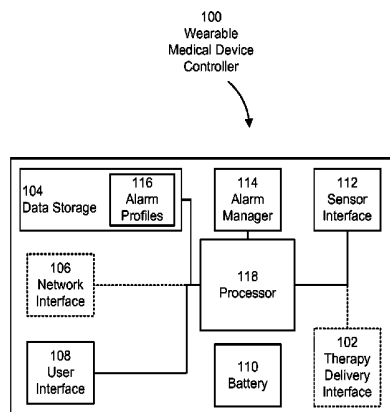 100
Wearable
Medical Device
Controller
104
Data Storage
116
Alarm
Profiles
114
Alarm
Manager
112
Sensor
Interface
106
Network
Interface
118
Processor
108
User
Interface
110
Battery
102
Therapy
Delivery
Interface